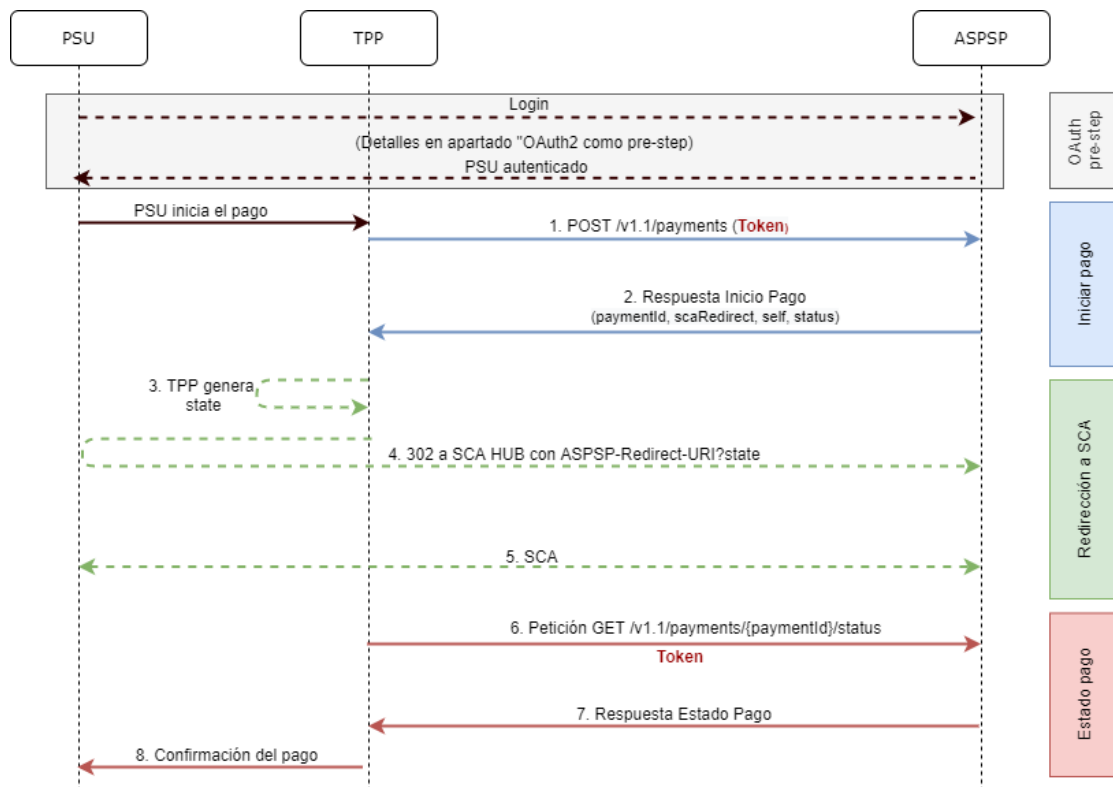 PSU
TPP
ASPSP
Login
(Detalles en apartado "OAuth2 como pre-step)
PSU autenticado
OAuth
pre-step
PSU inicia el pago
1. POST /v1.1/payments (Token)
2. Respuesta Inicio Pago
(paymentId, scaRedirect, self, status)
Iniciar pago
3. TPP genera
state
4. 302 a SCA HUB con ASPSP-Redirect-URI?state
5. SCA
Redirección a SCA
6. Petición GET /v1.1/payments/{paymentId}/status
Token
7. Respuesta Estado Pago
8. Confirmación del pago
Estado pago